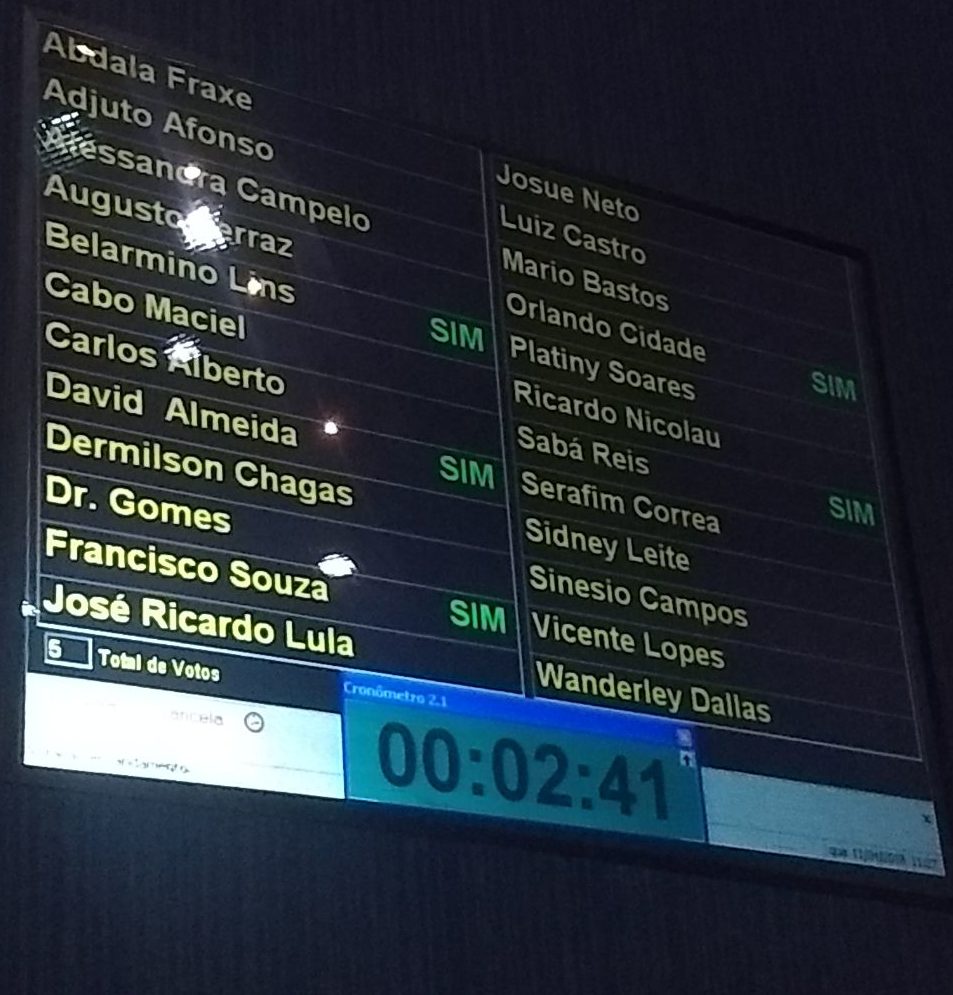 Abdala Fraxe
Adjuto Afonso
Alessandra Campelo
Augusto Ferraz
Belarmino Lins SIM
Cabo Maciel
Carlos Alberto
David Almeida SIM
Dermilson Chagas
Dr. Gomes
Francisco Souza SIM
José Ricardo Lula
Josue Neto
Luiz Castro
Mario Bastos
Orlando Cidade SIM
Platiny Soares
Ricardo Nicolau
Sabá Reis SIM
Serafim Correa
Sidney Leite
Sinesio Campos
Vicente Lopes
Wanderley Dallas
5 Total de Votos
Cronômetro 2.1
00:02:41